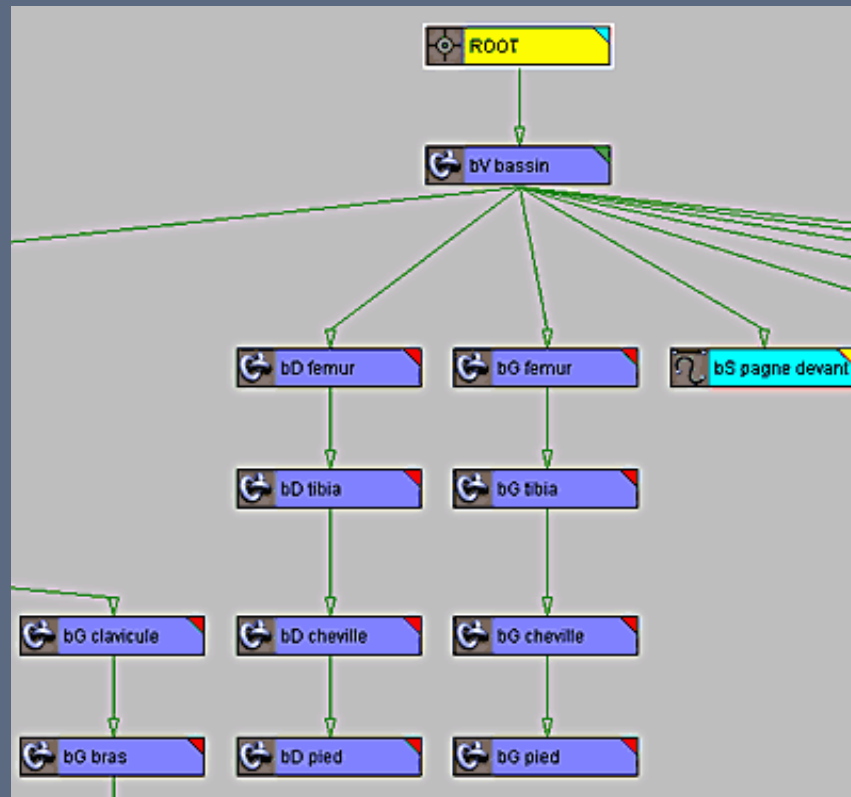 ROOT
bV bassin
bD femur
bG femur
bS pagne devant
bD tibia
bG tibia
bG clavicule
bD cheville
bG cheville
bG bras
bD pied
bG pied